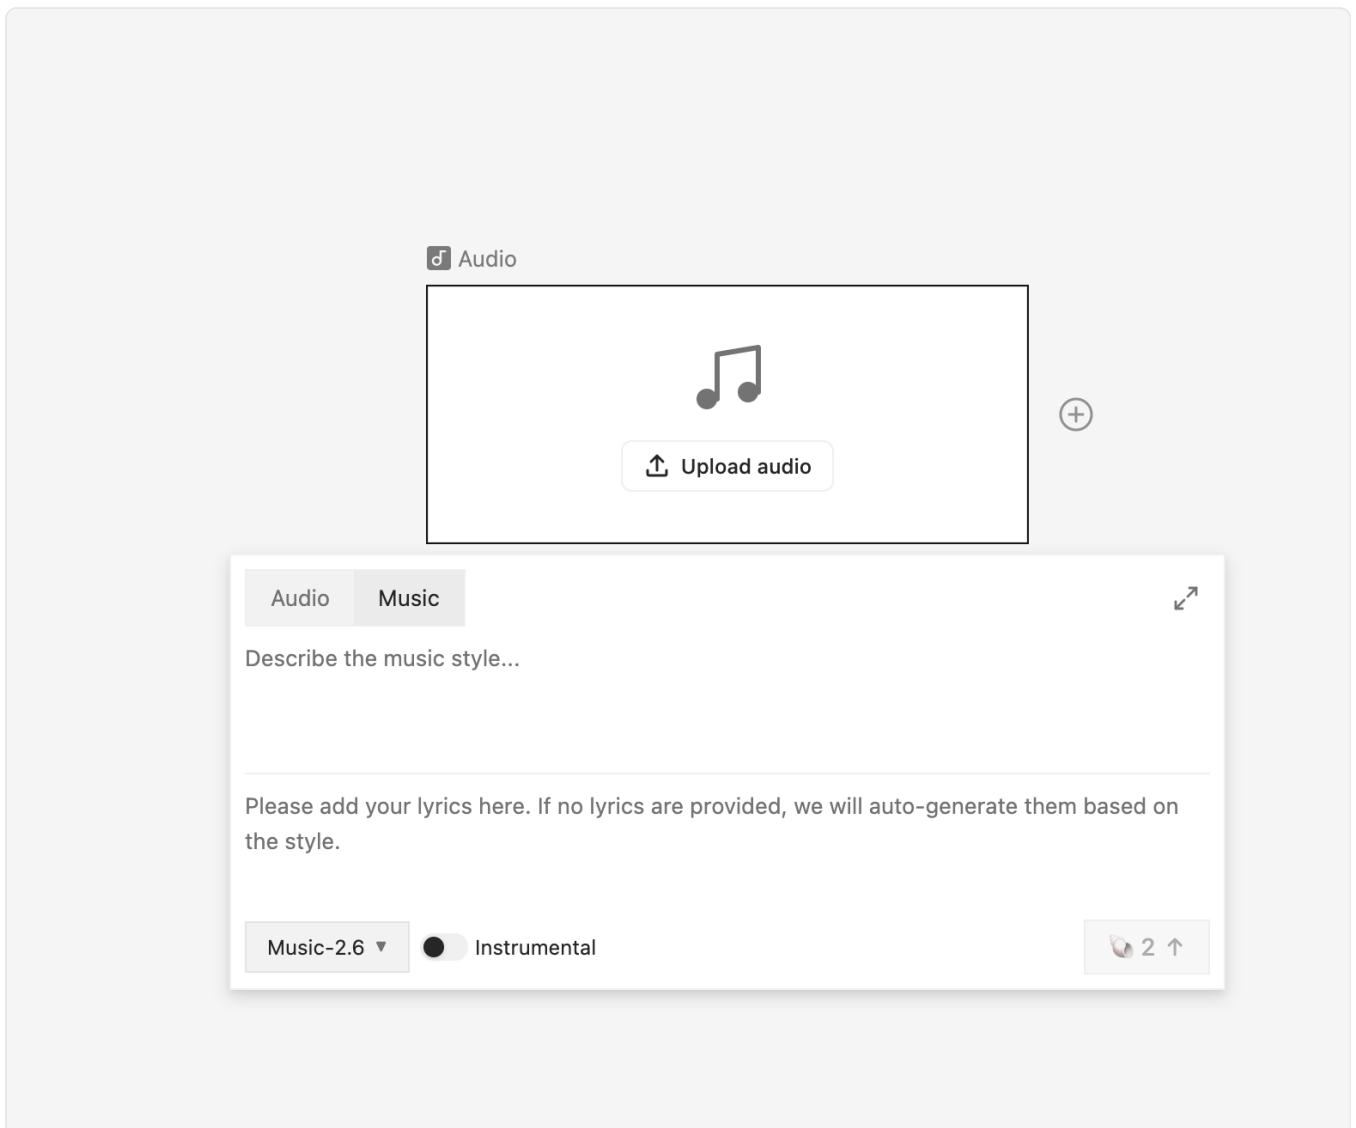 Audio
Upload audio
Audio
Music
Describe the music style...
Please add your lyrics here. If no lyrics are provided, we will auto-generate them based on
the style.
Music-2.6
Instrumental
2